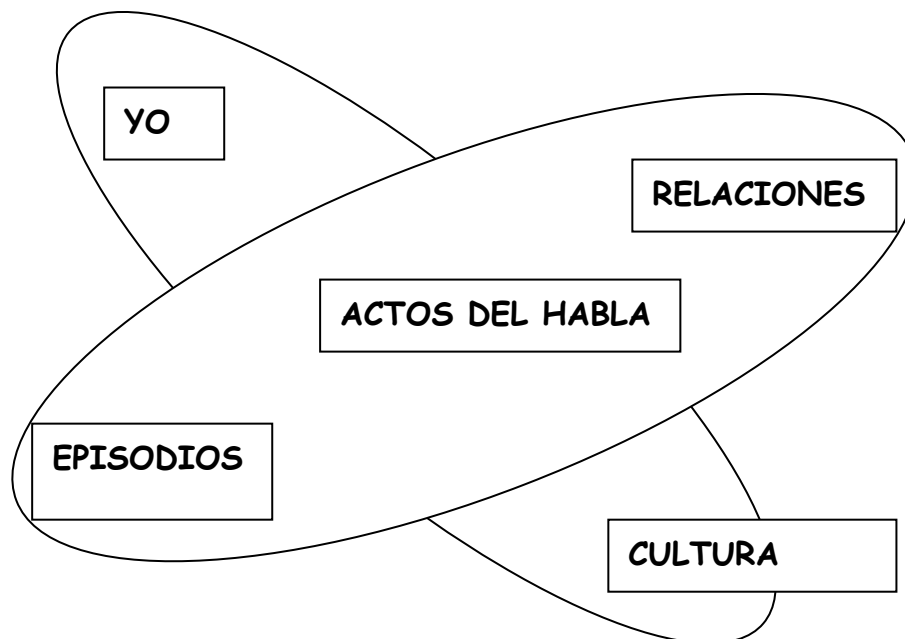 YO
RELACIONES
ACTOS DEL HABLA
EPISODIOS
CULTURA